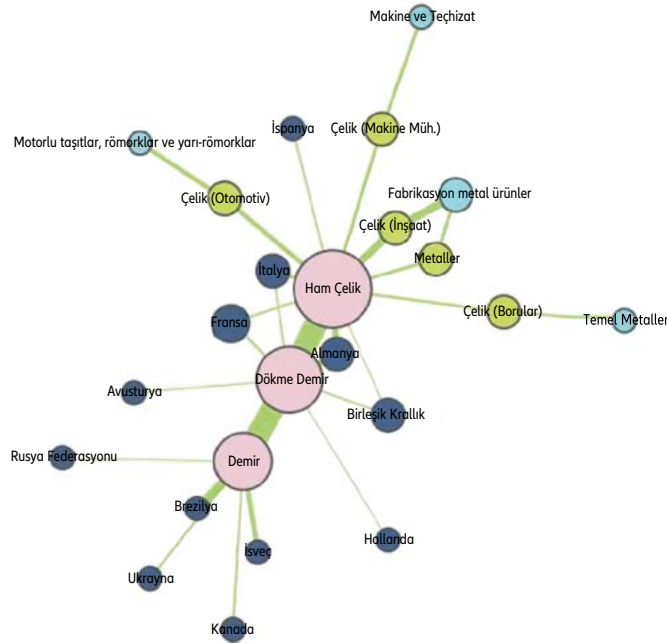 Makine ve Teçhizat
İspanya
Çelik (Makine Müh.)
Motorlu taşıtlar, römorklar ve yarı-römorklar
Fabrikasyon metal ürünler
Çelik (Otomotiv)
Çelik (İnşaat)
Metaller
İtalya
Ham Çelik
Çelik (Borular)
Temel Metaller
Fransa
Almanya
Dökme Demir
Avusturya
Birleşik Krallık
Rusya Federasyonu
Demir
Brezilya
Hollanda
İsveç
Ukrayna
Kanada